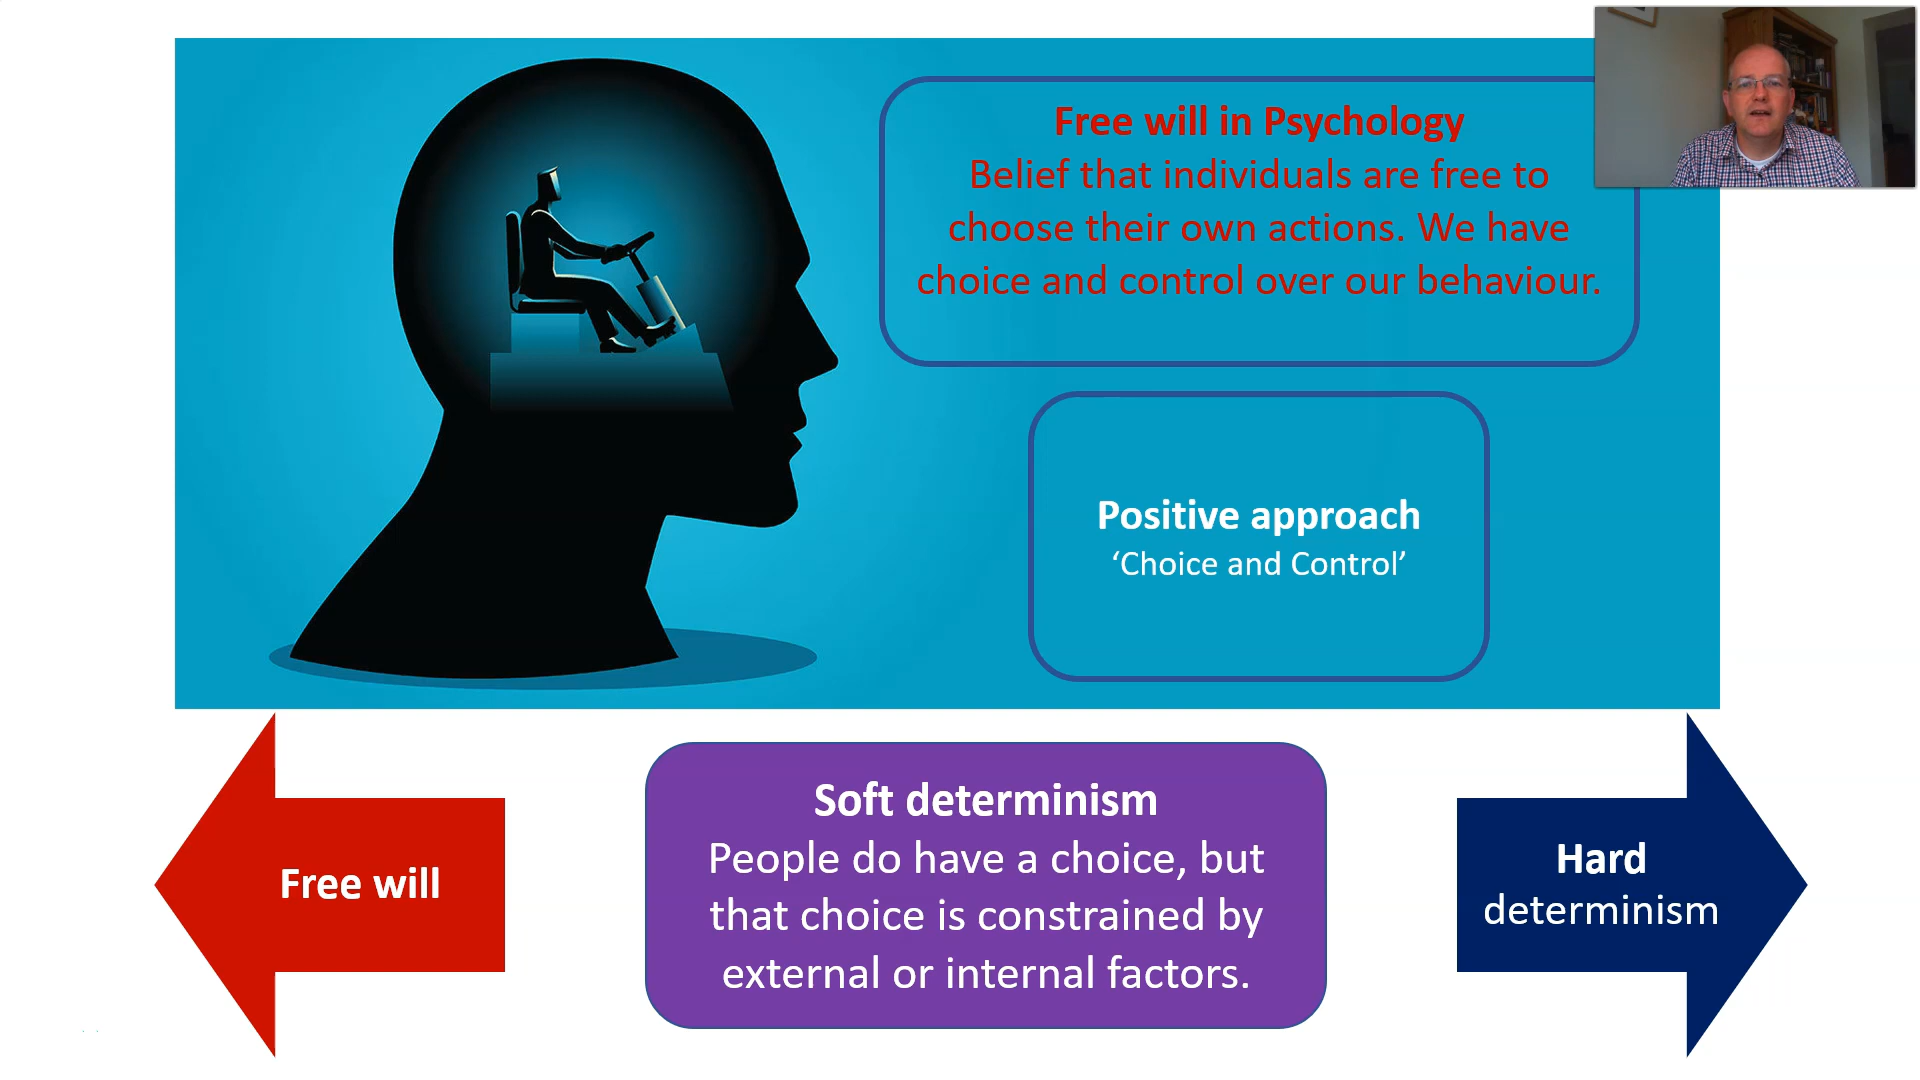 Free will in Psychology
Belief that individuals are free to
choose their own actions. We have
choice and control over our behaviour.
Positive approach
‘Choice and Control’
Free will
Soft determinism
People do have a choice, but
that choice is constrained by
external or internal factors.
Hard
determinism